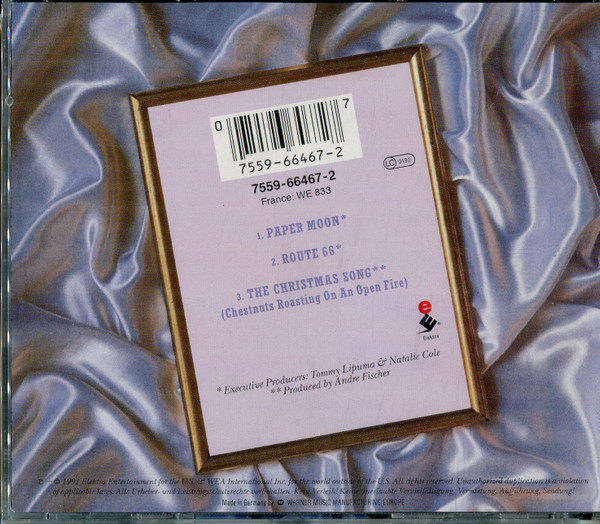 0 7
7559-66467-2
7559-66467-2
LC 0192
France: WE 833
1. PAPER MOON*
2. ROUTE 66*
3. THE CHRISTMAS SONG**
(Chestnuts Roasting On An Open Fire)
e
Elektra
* Executive Producers: Tommy Lipuma & Natalie Cole
** Produced by Andre Fischer
℗ — © 1991 Elektra Entertainment for the U.S. & WEA International Inc. for the world outside of the U.S. All rights reserved. Unauthorized duplication is a violation
of applicable laws. Alle Urheber- und Leistungsschutzrechte vorbehalten. Kein Verleih! Keine unerlaubte Vervielfältigung, Vermietung, Aufführung, Sendung!
Made in Germany by WARNER MUSIC MANUFACTURING EUROPE